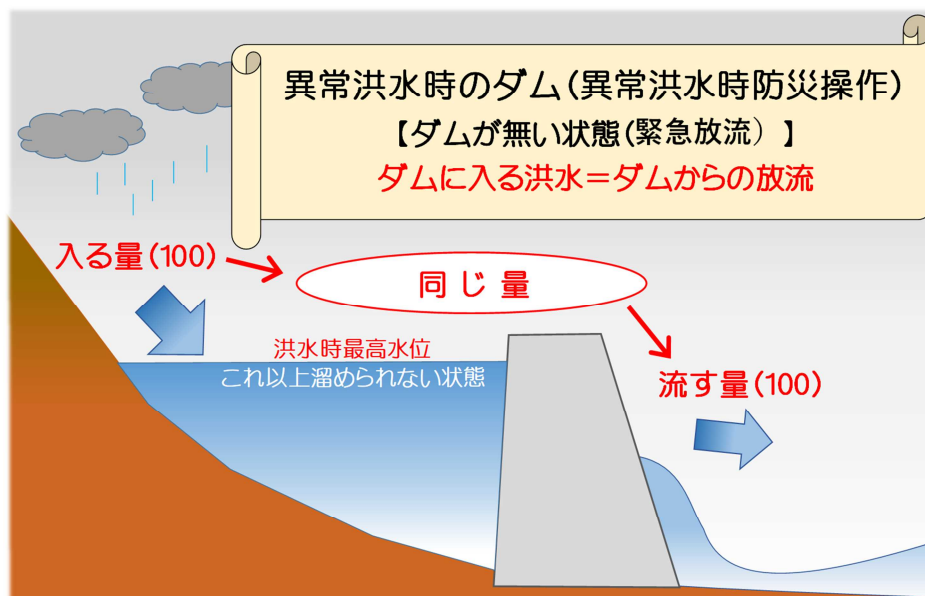 異常洪水時のダム(異常洪水時防災操作)
【ダムが無い状態(緊急放流)】
ダムに入る洪水＝ダムからの放流
入る量(100)
同じ量
洪水時最高水位
これ以上溜められない状態
流す量(100)